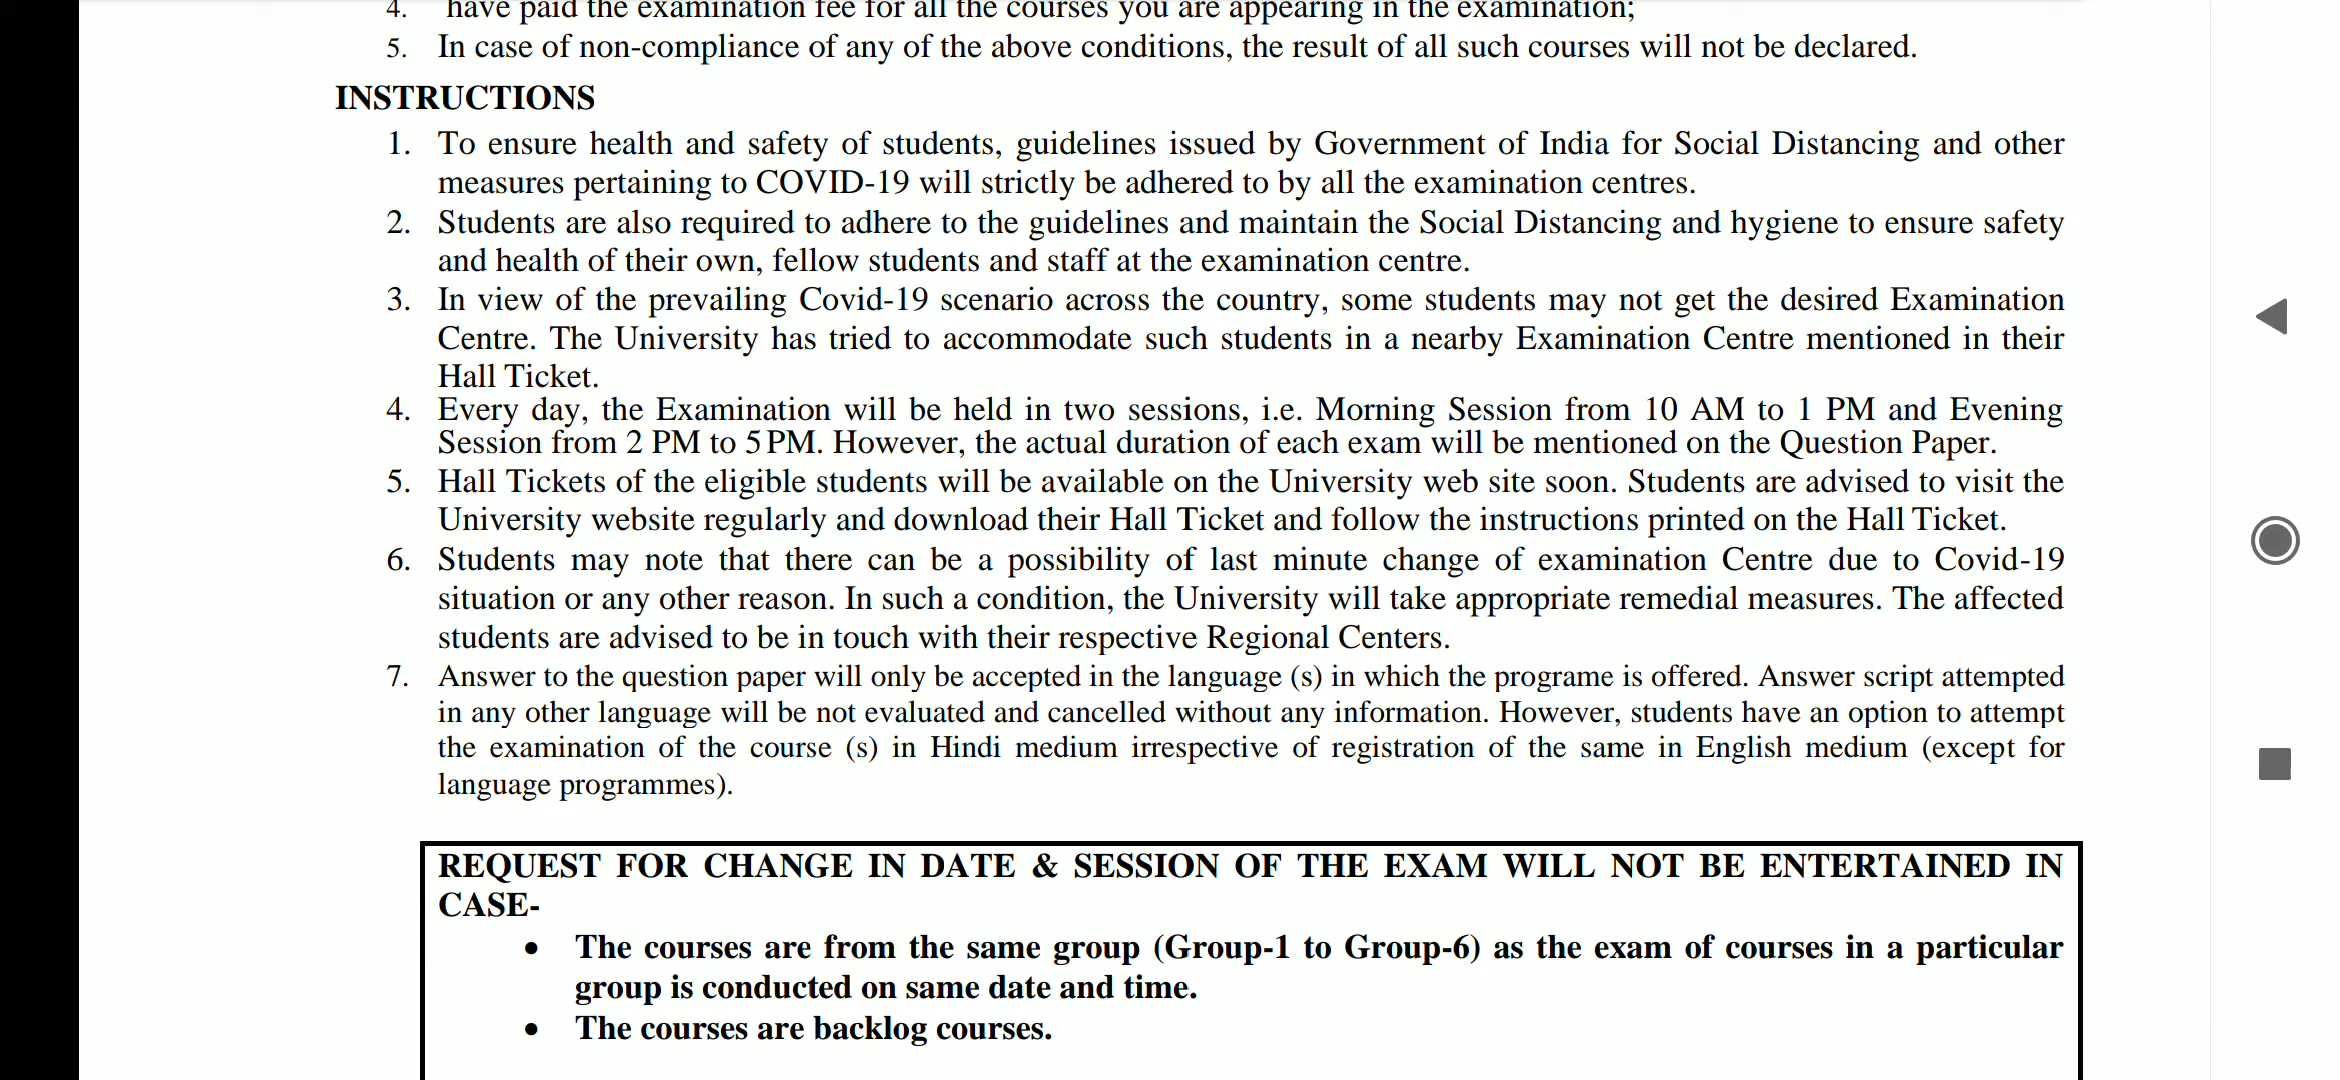 4. have paid the examination fee for all the courses you are appearing in the examination;
5. In case of non-compliance of any of the above conditions, the result of all such courses will not be declared.
INSTRUCTIONS
1. To ensure health and safety of students, guidelines issued by Government of India for Social Distancing and other
measures pertaining to COVID-19 will strictly be adhered to by all the examination centres.
2. Students are also required to adhere to the guidelines and maintain the Social Distancing and hygiene to ensure safety
and health of their own, fellow students and staff at the examination centre.
3. In view of the prevailing Covid-19 scenario across the country, some students may not get the desired Examination
Centre. The University has tried to accommodate such students in a nearby Examination Centre mentioned in their
Hall Ticket.
4. Every day, the Examination will be held in two sessions, i.e. Morning Session from 10 AM to 1 PM and Evening
Session from 2 PM to 5 PM. However, the actual duration of each exam will be mentioned on the Question Paper.
5. Hall Tickets of the eligible students will be available on the University web site soon. Students are advised to visit the
University website regularly and download their Hall Ticket and follow the instructions printed on the Hall Ticket.
6. Students may note that there can be a possibility of last minute change of examination Centre due to Covid-19
situation or any other reason. In such a condition, the University will take appropriate remedial measures. The affected
students are advised to be in touch with their respective Regional Centers.
7. Answer to the question paper will only be accepted in the language (s) in which the programe is offered. Answer script attempted
in any other language will be not evaluated and cancelled without any information. However, students have an option to attempt
the examination of the course (s) in Hindi medium irrespective of registration of the same in English medium (except for
language programmes).
REQUEST FOR CHANGE IN DATE & SESSION OF THE EXAM WILL NOT BE ENTERTAINED IN
CASE-
• The courses are from the same group (Group-1 to Group-6) as the exam of courses in a particular
group is conducted on same date and time.
• The courses are backlog courses.